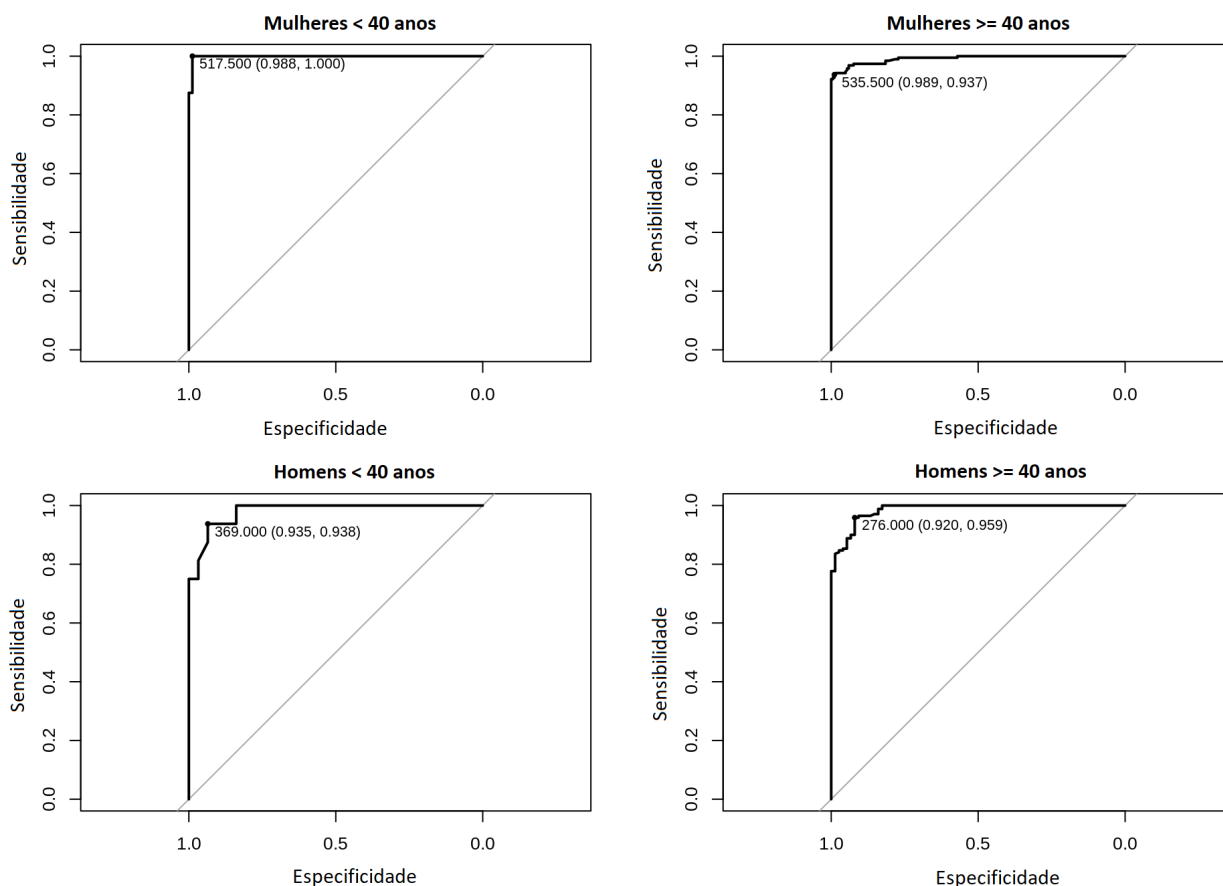 Mulheres < 40 anos
1.0
0.8
0.6
0.4
0.2
0.0
Sensibilidade
517.500 (0.988, 1.000)
1.0
0.5
0.0
Especificidade
Mulheres >= 40 anos
1.0
0.8
0.6
0.4
0.2
0.0
Sensibilidade
535.500 (0.989, 0.937)
1.0
0.5
0.0
Especificidade
Homens < 40 anos
1.0
0.8
0.6
0.4
0.2
0.0
Sensibilidade
369.000 (0.935, 0.938)
1.0
0.5
0.0
Especificidade
Homens >= 40 anos
1.0
0.8
0.6
0.4
0.2
0.0
Sensibilidade
276.000 (0.920, 0.959)
1.0
0.5
0.0
Especificidade